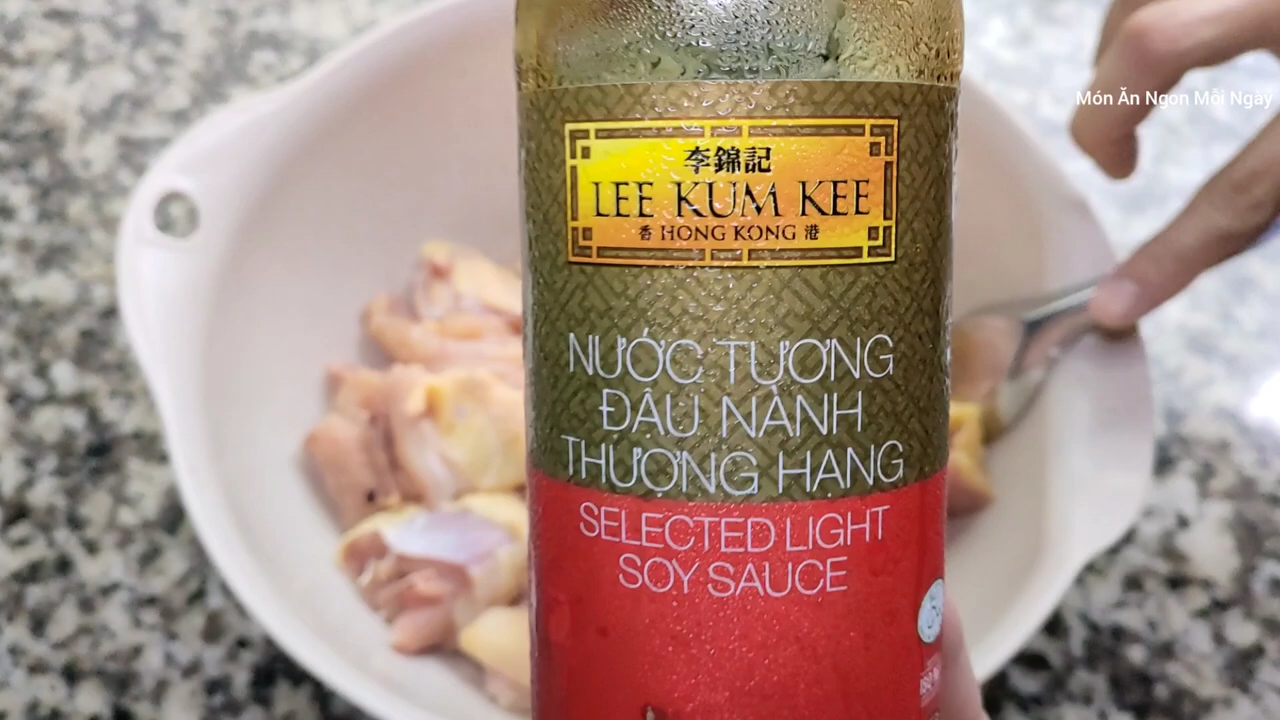 Món Ăn Ngon Mỗi Ngày
李錦記
LEE KUM KEE
香 HONG KONG 港
NƯỚC TƯƠNG
ĐẬU NÀNH
THƯỢNG HẠNG
SELECTED LIGHT
SOY SAUCE